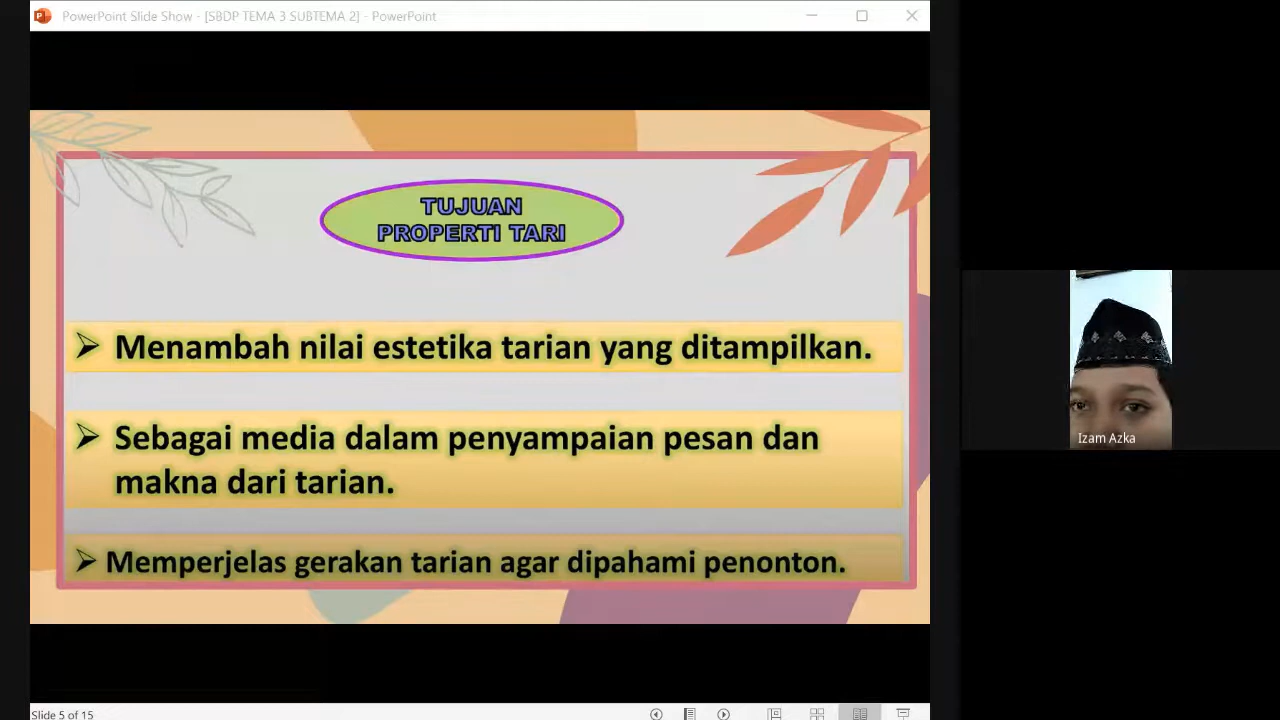 PowerPoint Slide Show - [SBDP TEMA 3 SUBTEMA 2] - PowerPoint
TUJUAN
PROPERTI TARI
Menambah nilai estetika tarian yang ditampilkan.
Sebagai media dalam penyampaian pesan dan
makna dari tarian.
Memperjelas gerakan tarian agar dipahami penonton.
Izam Azka
Slide 5 of 15